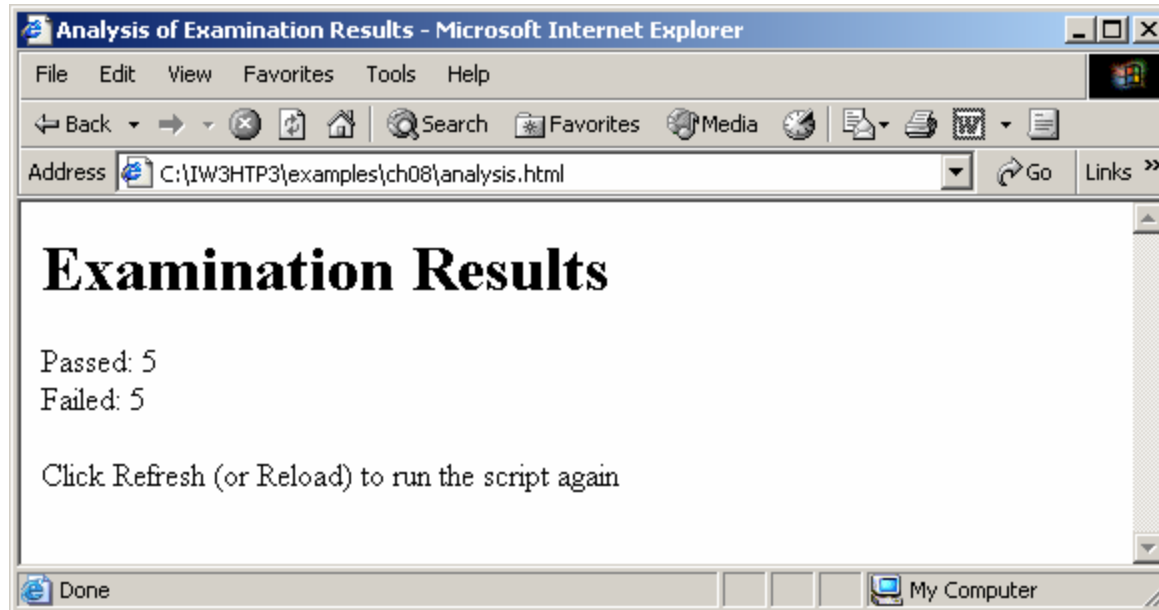 Analysis of Examination Results - Microsoft Internet Explorer
File Edit View Favorites Tools Help
Back Search Favorites Media W
Address C:\IW3HTP3\examples\ch08\analysis.html Go Links »
Examination Results
Passed: 5
Failed: 5
Click Refresh (or Reload) to run the script again
Done My Computer